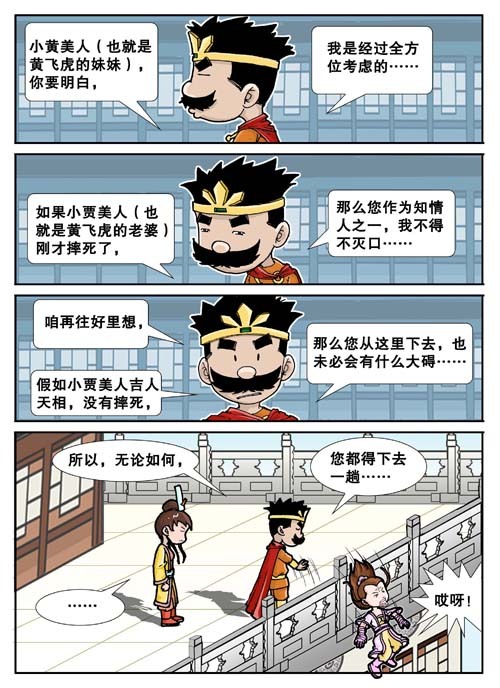 小黄美人（也就是
黄飞虎的妹妹），
你要明白，
我是经过全方
位考虑的……
如果小贾美人（也
就是黄飞虎的老婆）
刚才摔死了，
那么您作为知情
人之一，我不得
不灭口……
咱再往好里想，
假如小贾美人吉人
天相，没有摔死，
那么您从这里下去，也
未必会有什么大碍……
所以，无论如何，
您都得下去
一趟……
……
哎呀！